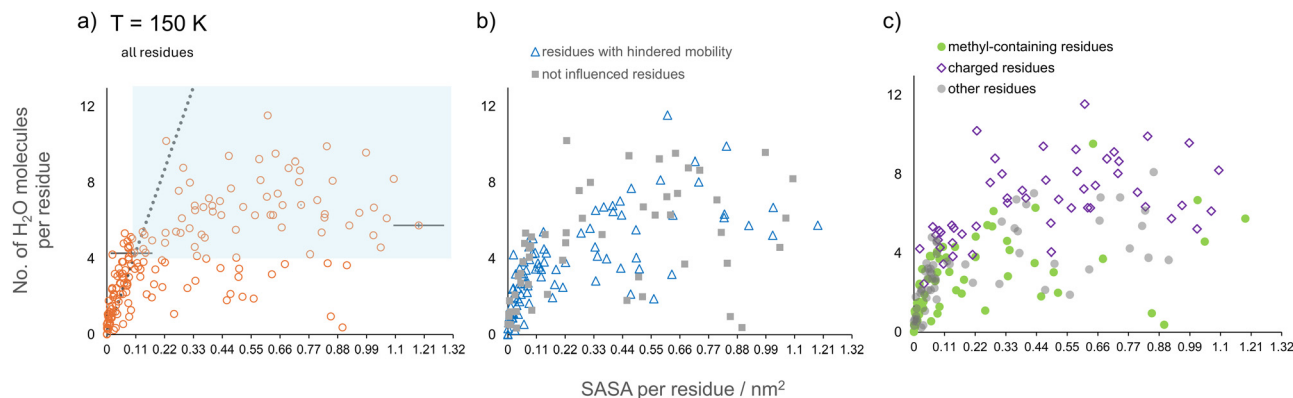 a) T = 150 K
all residues
No. of H₂O molecules
per residue
12
8
4
0
0.11 0.22 0.33 0.44 0.55 0.66 0.77 0.88 0.99 1.1 1.21 1.32
b)
residues with hindered mobility
not influenced residues
12
8
4
0
0 0.11 0.22 0.33 0.44 0.55 0.66 0.77 0.88 0.99 1.1 1.21 1.32
c)
methyl-containing residues
charged residues
other residues
12
8
4
0
0 0.11 0.22 0.33 0.44 0.55 0.66 0.77 0.88 0.99 1.1 1.21 1.32
SASA per residue / nm²